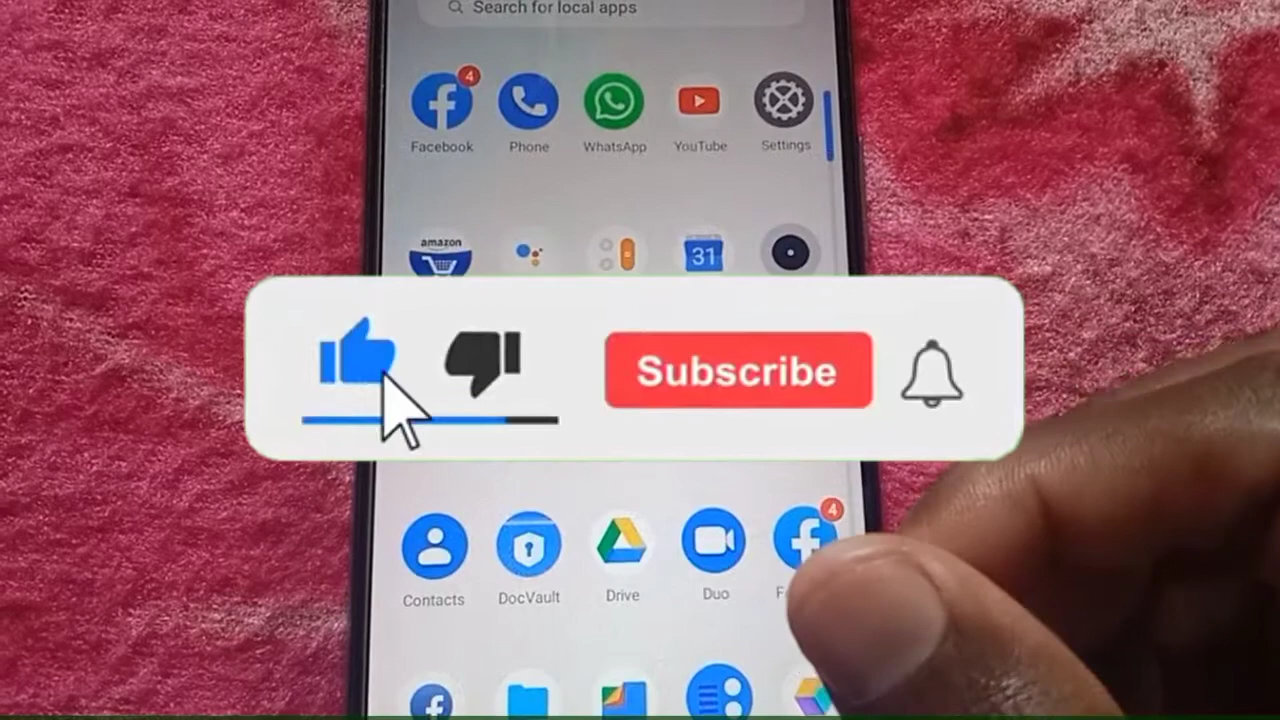 Search for local apps
4
Facebook
Phone
WhatsApp
YouTube
Settings
amazon
31
Subscribe
4
Contacts
DocVault
Drive
Duo